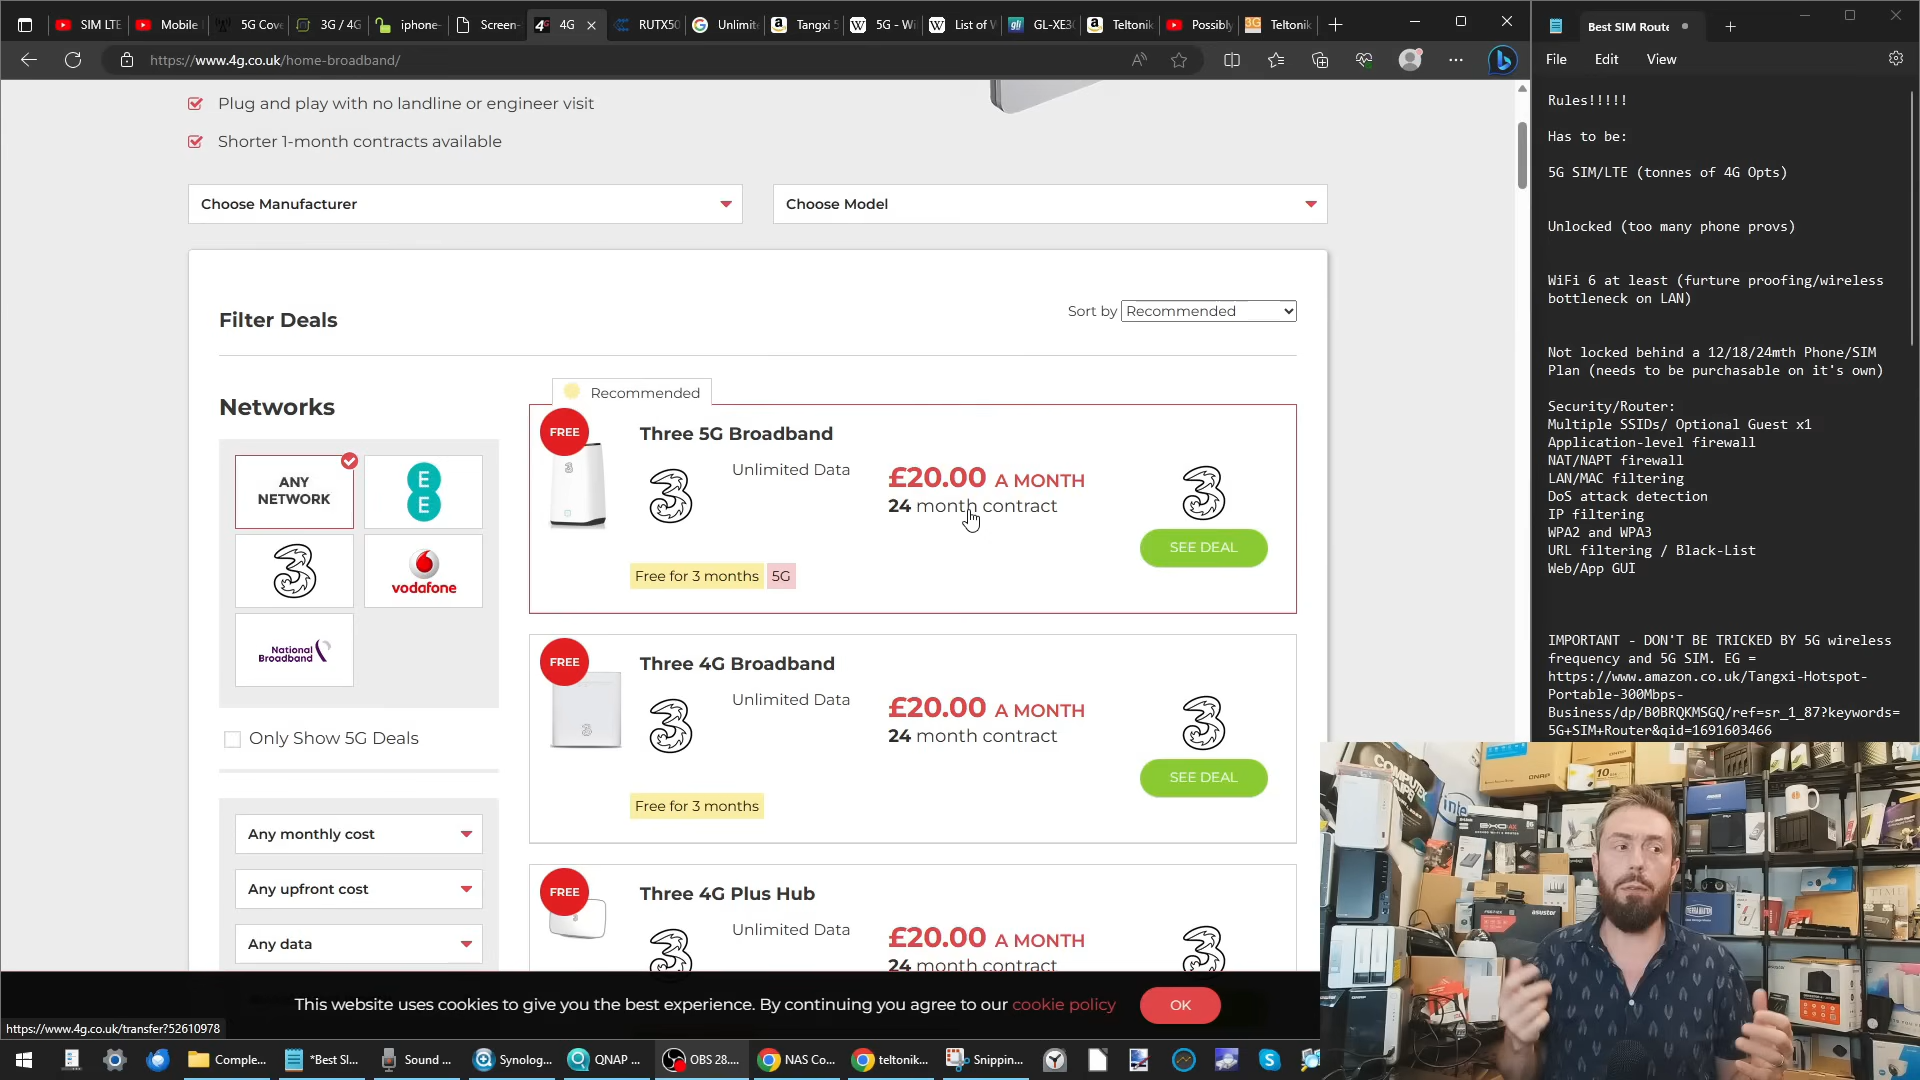 SIM LTE
Mobile
5G Cov
3G / 4G
iphone-
Screen-
4G
RUTX50
Unlimit
Tangxi 5
5G - Wi
List of W
GL-XE3
Teltonik
Possibly
Teltonik
https://www.4g.co.uk/home-broadband/
Plug and play with no landline or engineer visit
Shorter 1-month contracts available
Choose Manufacturer
Choose Model
Filter Deals
Sort by Recommended
Networks
ANY
NETWORK
EE
3
vodafone
National
Broadband
Only Show 5G Deals
Any monthly cost
Any upfront cost
Any data
Recommended
FREE
Three 5G Broadband
Unlimited Data
£20.00 A MONTH
24 month contract
SEE DEAL
Free for 3 months 5G
FREE
Three 4G Broadband
Unlimited Data
£20.00 A MONTH
24 month contract
SEE DEAL
Free for 3 months
FREE
Three 4G Plus Hub
Unlimited Data
£20.00 A MONTH
24 month contract
This website uses cookies to give you the best experience. By continuing you agree to our cookie policy
OK
https://www.4g.co.uk/transfer?52610978
Best SIM Route
File Edit View
Rules!!!!!
Has to be:
5G SIM/LTE (tonnes of 4G Opts)
Unlocked (too many phone provs)
WiFi 6 at least (furture proofing/wireless
bottleneck on LAN)
Not locked behind a 12/18/24mth Phone/SIM
Plan (needs to be purchasable on it's own)
Security/Router:
Multiple SSIDs/ Optional Guest x1
Application-level firewall
NAT/NAPT firewall
LAN/MAC filtering
DoS attack detection
IP filtering
WPA2 and WPA3
URL filtering / Black-List
Web/App GUI
IMPORTANT - DON'T BE TRICKED BY 5G wireless
frequency and 5G SIM. EG =
https://www.amazon.co.uk/Tangxi-Hotspot-
Portable-300Mbps-
Business/dp/B0BRQKMSGQ/ref=sr_1_87?keywords=
5G+SIM+Router&qid=1691603466
COMPUTEX
TAIPEI
intel
QNAP
asustor
Comple...
*Best SI...
Sound ...
Synolog...
QNAP ...
OBS 28....
NAS Co...
teltonik...
Snippin...